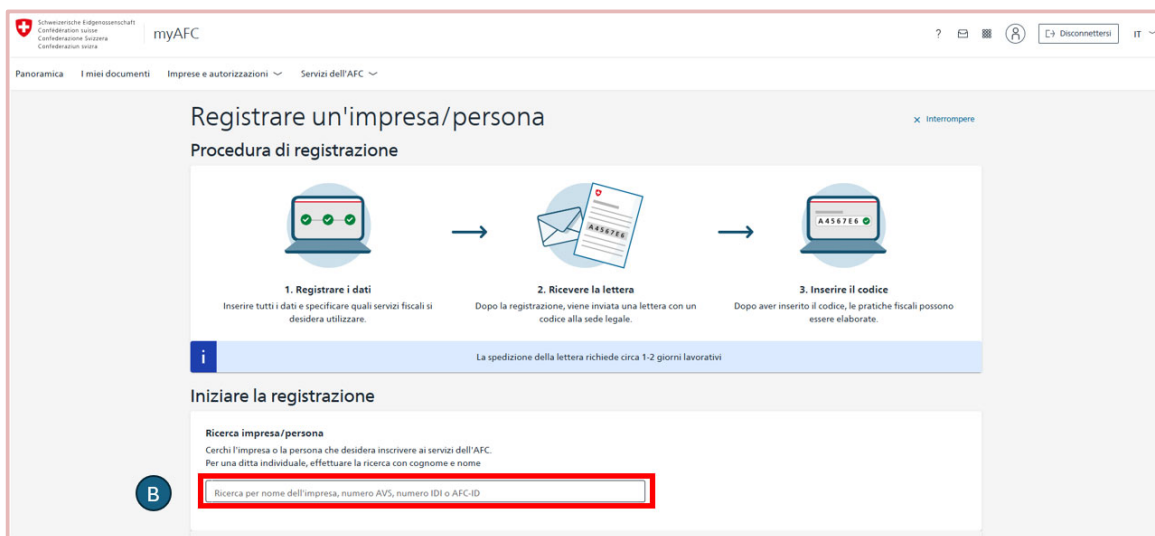 Schweizerische Eidgenossenschaft
Confédération suisse
Confederazione Svizzera
Confederaziun svizra
myAFC
?
Disconnettersi
IT
Panoramica I miei documenti Imprese e autorizzazioni Servizi dell'AFC
Registrare un'impresa/persona
× Interrompere
Procedura di registrazione
A4567E6
A4567E6
1. Registrare i dati
Inserire tutti i dati e specificare quali servizi fiscali si
desidera utilizzare.
2. Ricevere la lettera
Dopo la registrazione, viene inviata una lettera con un
codice alla sede legale.
3. Inserire il codice
Dopo aver inserito il codice, le pratiche fiscali possono
essere elaborate.
i
La spedizione della lettera richiede circa 1-2 giorni lavorativi
Iniziare la registrazione
Ricerca impresa/persona
Cerchi l'impresa o la persona che desidera inscrivere ai servizi dell'AFC.
Per una ditta individuale, effettuare la ricerca con cognome e nome
B
Ricerca per nome dell'impresa, numero AVS, numero IDI o AFC-ID